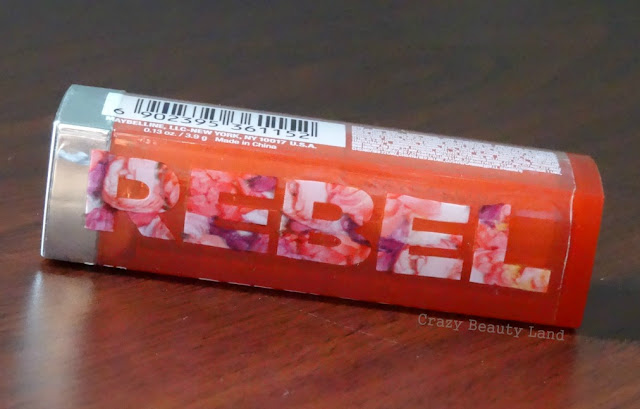 6 902395 361152
MAYBELLINE, LLC-NEW YORK, NY 10017 U.S.A.
0.13 oz. / 3.9 g Made in China
REBEL
Crazy Beauty Land